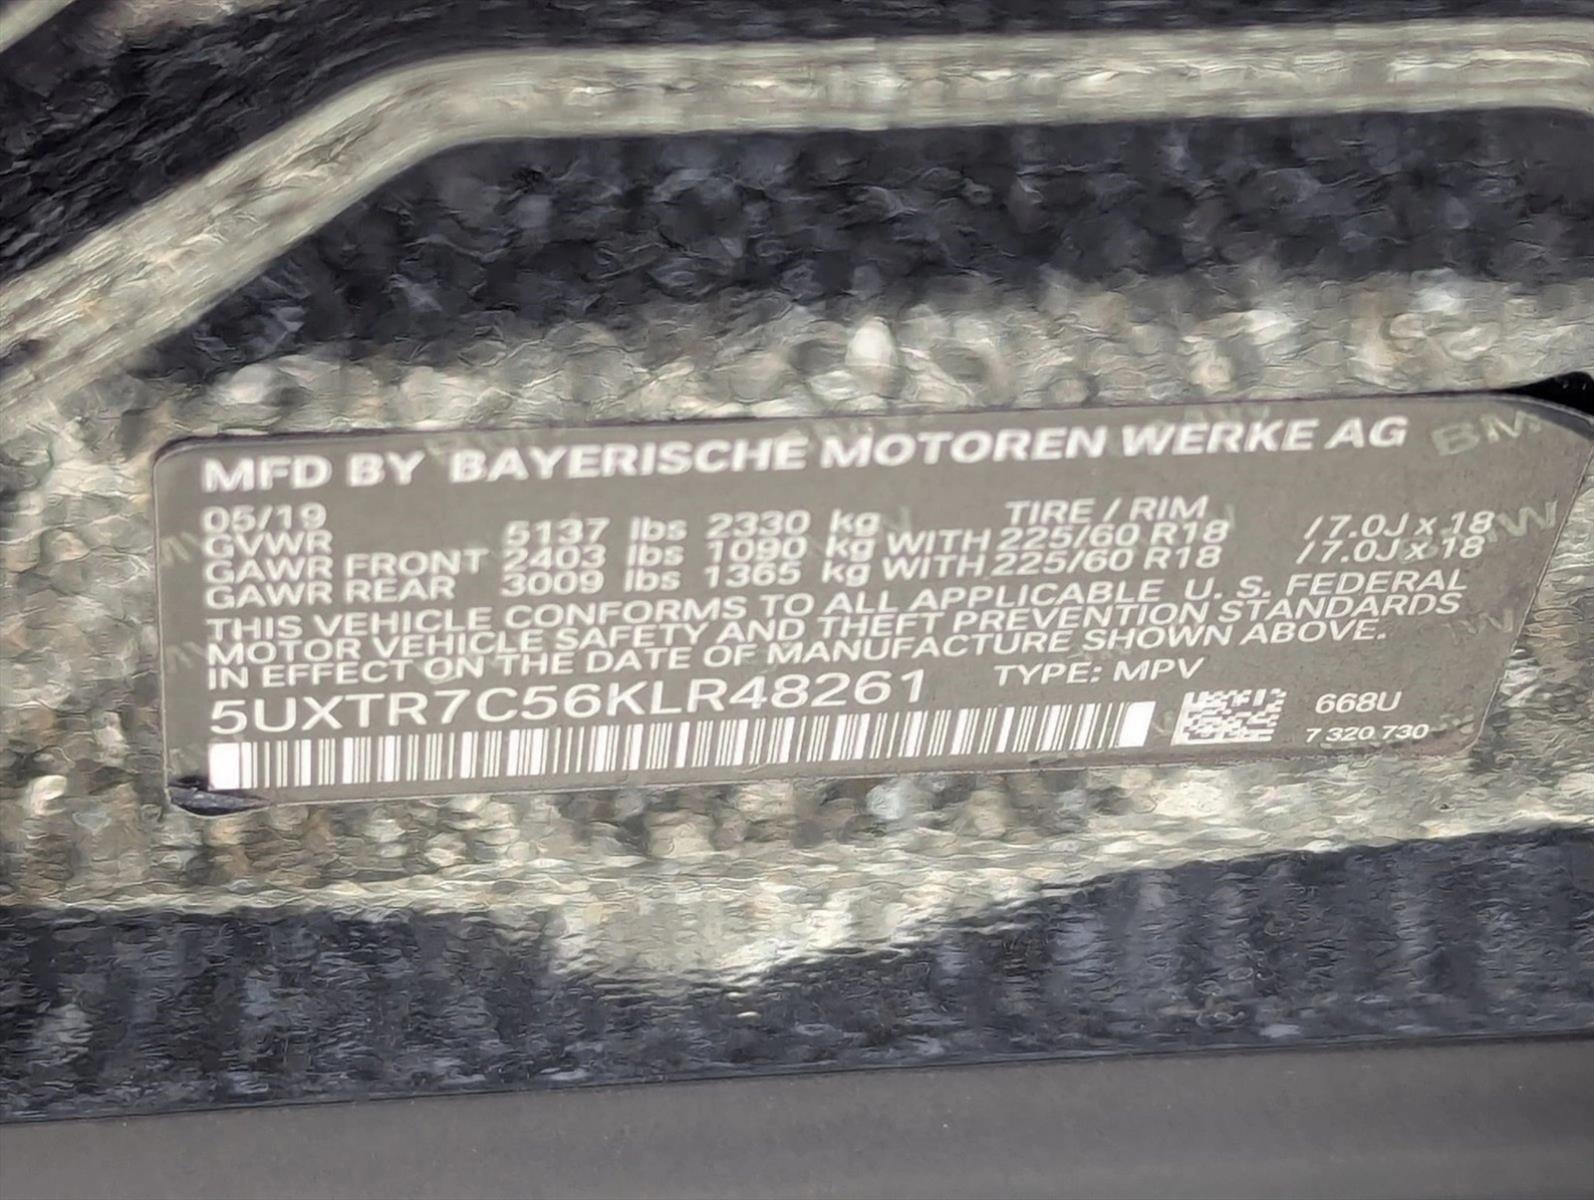 MFD BY BAYERISCHE MOTOREN WERKE AG
05/19 TIRE / RIM
GVWR 5137 lbs 2330 kg
GAWR FRONT 2403 lbs 1090 kg WITH 225/60 R18 /7.0J x 18
GAWR REAR 3009 lbs 1365 kg WITH 225/60 R18 /7.0J x 18
THIS VEHICLE CONFORMS TO ALL APPLICABLE U. S. FEDERAL
MOTOR VEHICLE SAFETY AND THEFT PREVENTION STANDARDS
IN EFFECT ON THE DATE OF MANUFACTURE SHOWN ABOVE.
5UXTR7C56KLR48261 TYPE: MPV
668U
7 320 730